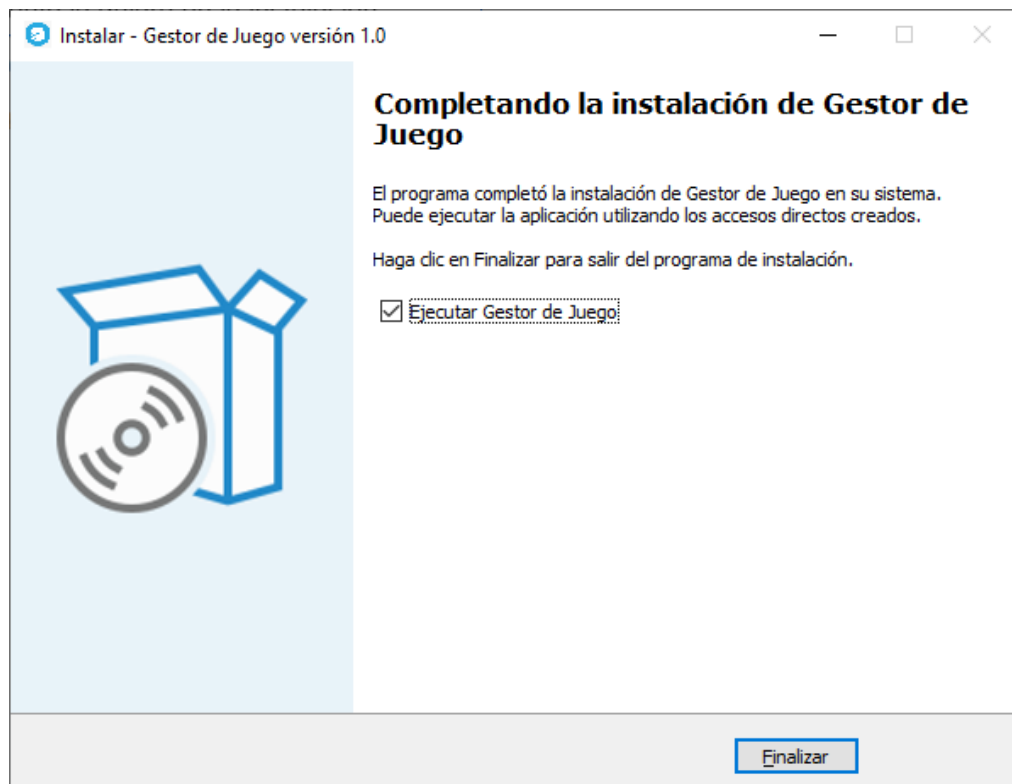 Instalar - Gestor de Juego versión 1.0
Completando la instalación de Gestor de
Juego
El programa completó la instalación de Gestor de Juego en su sistema.
Puede ejecutar la aplicación utilizando los accesos directos creados.
Haga clic en Finalizar para salir del programa de instalación.
Ejecutar Gestor de Juego
Finalizar